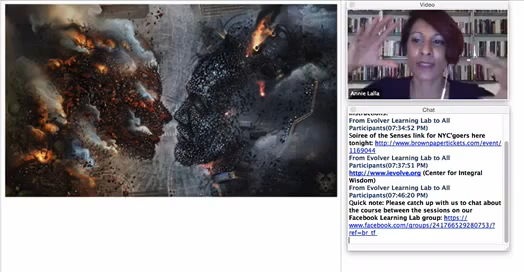 Video
Annie Lalla
Chat
Instructions:
From Evolver Learning Lab to All
Participants(07:34:52 PM)
Soiree of the Senses link for NYC'goers here
tonight: http://www.brownpapertickets.com/event/
1169044
From Evolver Learning Lab to All
Participants(07:37:51 PM)
http://www.ievolve.org (Center for Integral
Wisdom)
From Evolver Learning Lab to All
Participants(07:46:20 PM)
Quick note: Please catch up with us to chat about
the course between the sessions on our
Facebook Learning Lab group: https://
www.facebook.com/groups/241766529280753/?
ref=br_tf